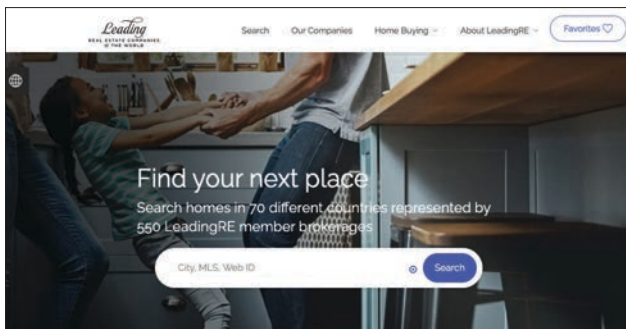 Leading
REAL ESTATE COMPANIES
OF THE WORLD
Search
Our Companies
Home Buying
About LeadingRE
Favorites
Find your next place
Search homes in 70 different countries represented by
550 LeadingRE member brokerages
City, MLS, Web ID
Search